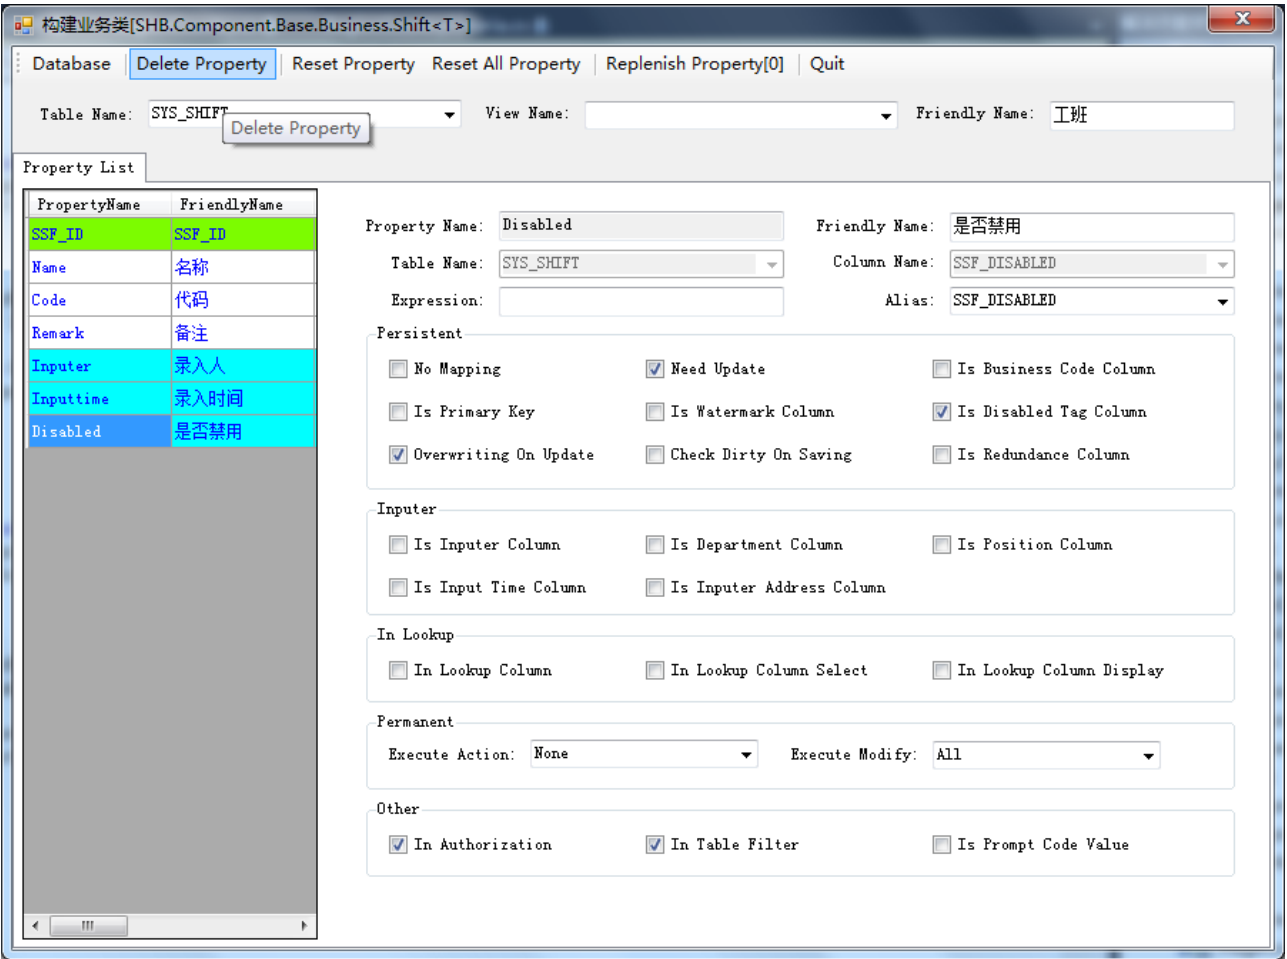 构建业务类[SHB.Component.Base.Business.Shift<T>]
Database Delete Property Reset Property Reset All Property Replenish Property[0] Quit
Table Name: SYS_SHIFT View Name: Friendly Name: 工班
Delete Property
Property List
PropertyName FriendlyName
SSF_ID SSF_ID
Name 名称
Code 代码
Remark 备注
Inputer 录入人
Inputtime 录入时间
Disabled 是否禁用
Property Name: Disabled Friendly Name: 是否禁用
Table Name: SYS_SHIFT Column Name: SSF_DISABLED
Expression: Alias: SSF_DISABLED
Persistent
No Mapping Need Update Is Business Code Column
Is Primary Key Is Watermark Column Is Disabled Tag Column
Overwriting On Update Check Dirty On Saving Is Redundance Column
Inputer
Is Inputer Column Is Department Column Is Position Column
Is Input Time Column Is Inputer Address Column
In Lookup
In Lookup Column In Lookup Column Select In Lookup Column Display
Permanent
Execute Action: None Execute Modify: All
Other
In Authorization In Table Filter Is Prompt Code Value